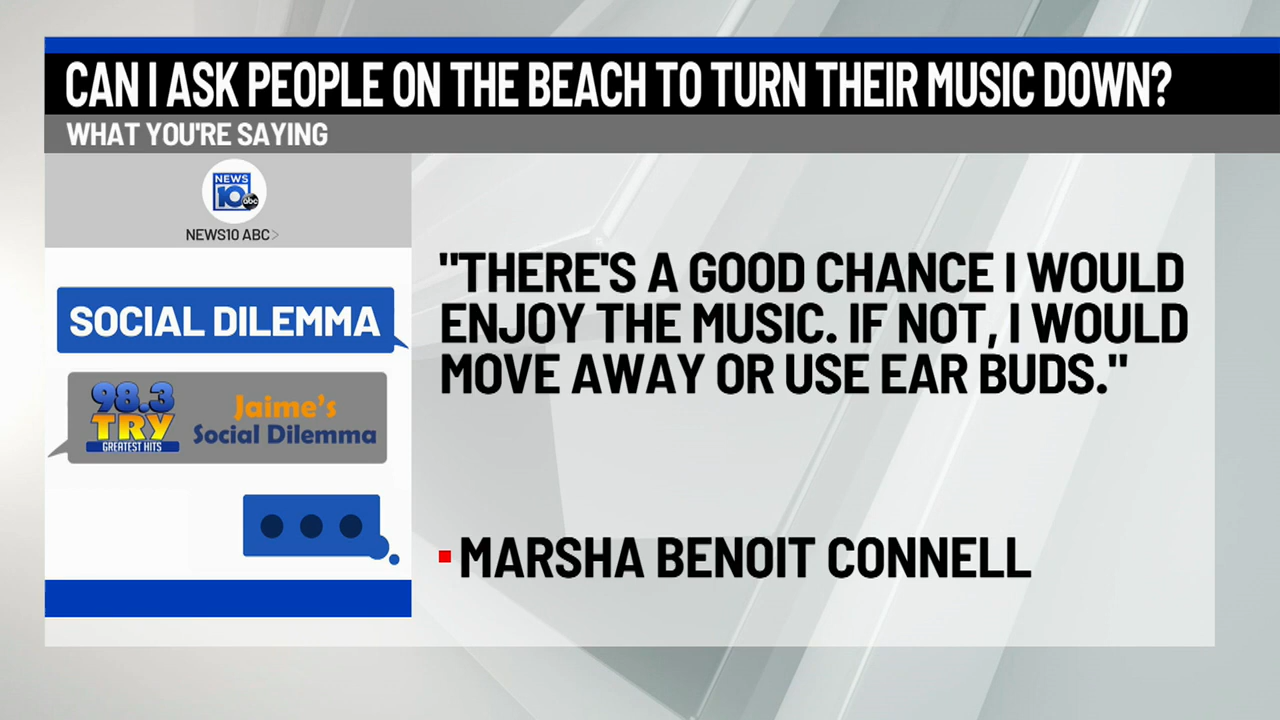 CAN I ASK PEOPLE ON THE BEACH TO TURN THEIR MUSIC DOWN?
WHAT YOU'RE SAYING
NEWS
10
abc
NEWS10 ABC>
SOCIAL DILEMMA
98.3
TRY
GREATEST HITS
Jaime's
Social Dilemma
"THERE'S A GOOD CHANCE I WOULD
ENJOY THE MUSIC. IF NOT, I WOULD
MOVE AWAY OR USE EAR BUDS."
MARSHA BENOIT CONNELL